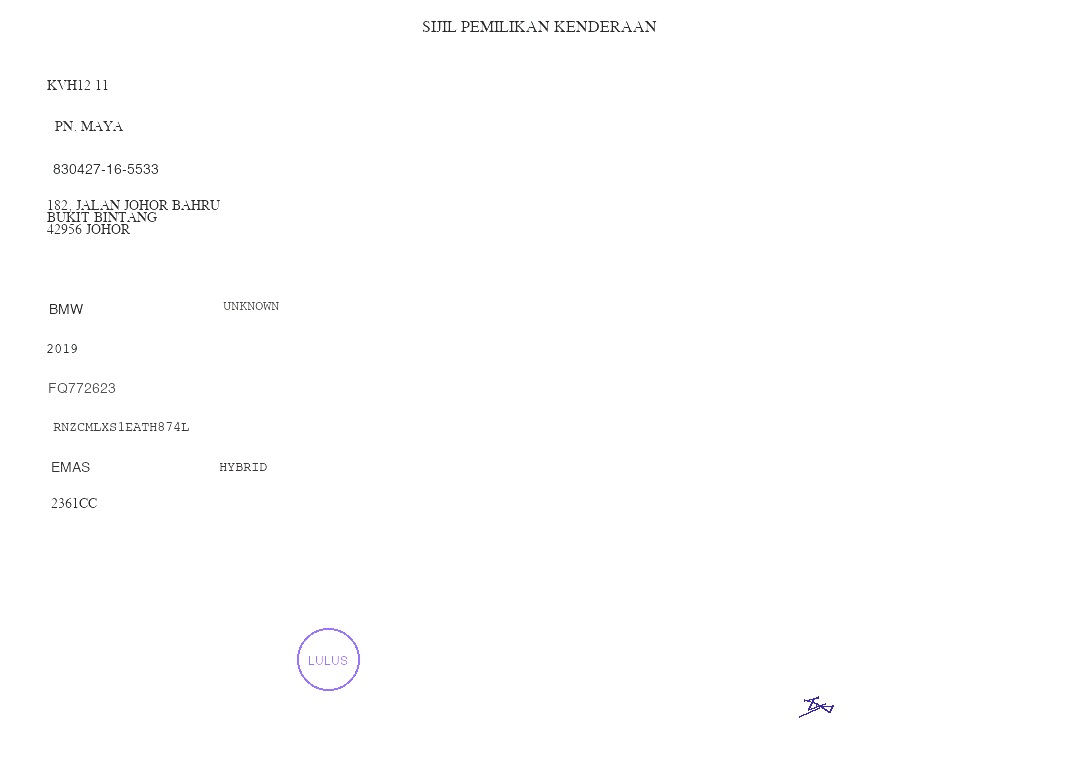 SIJIL PEMILIKAN KENDERAAN
KVH12 11
PN. MAYA
830427-16-5533
182, JALAN JOHOR BAHRU
BUKIT BINTANG
42956 JOHOR
BMW UNKNOWN
2019
FQ772623
RNZCMLXS1EATH874L
EMAS HYBRID
2361CC
LULUS